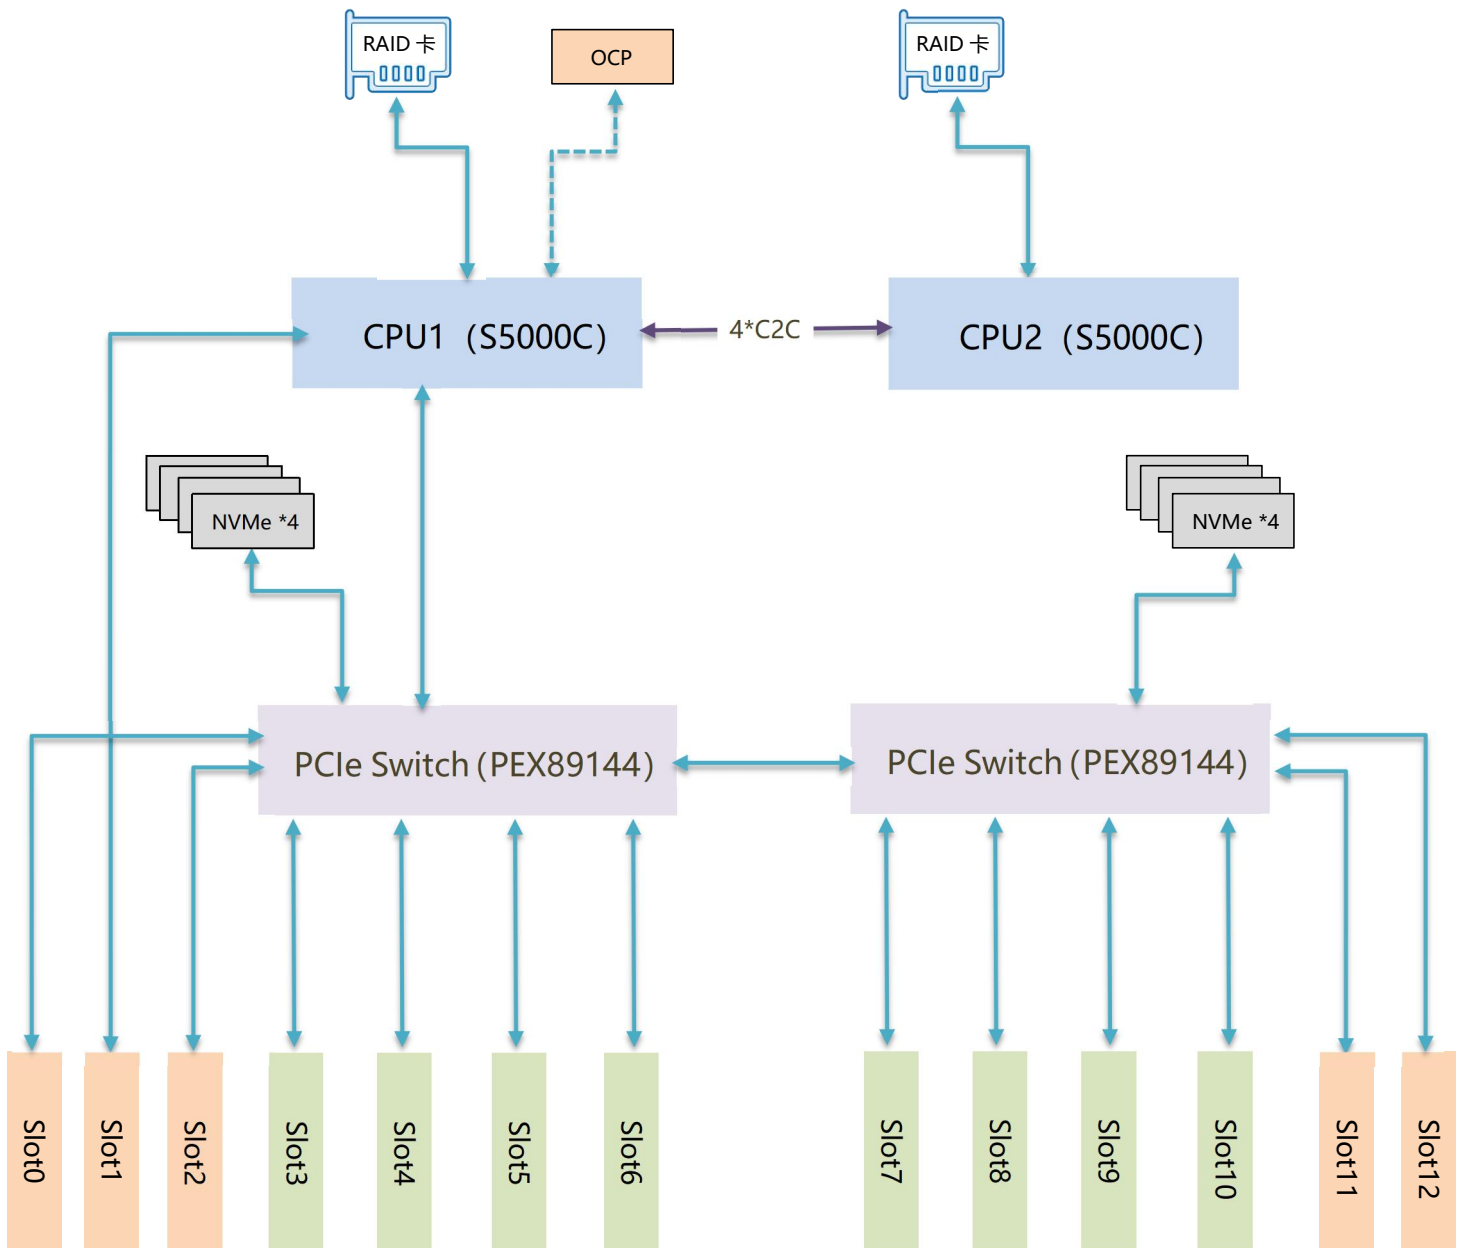 RAID 卡
OCP
RAID 卡
CPU1（S5000C）
4*C2C
CPU2（S5000C）
NVMe *4
NVMe *4
PCIe Switch（PEX89144）
PCIe Switch（PEX89144）
Slot0
Slot1
Slot2
Slot3
Slot4
Slot5
Slot6
Slot7
Slot8
Slot9
Slot10
Slot11
Slot12